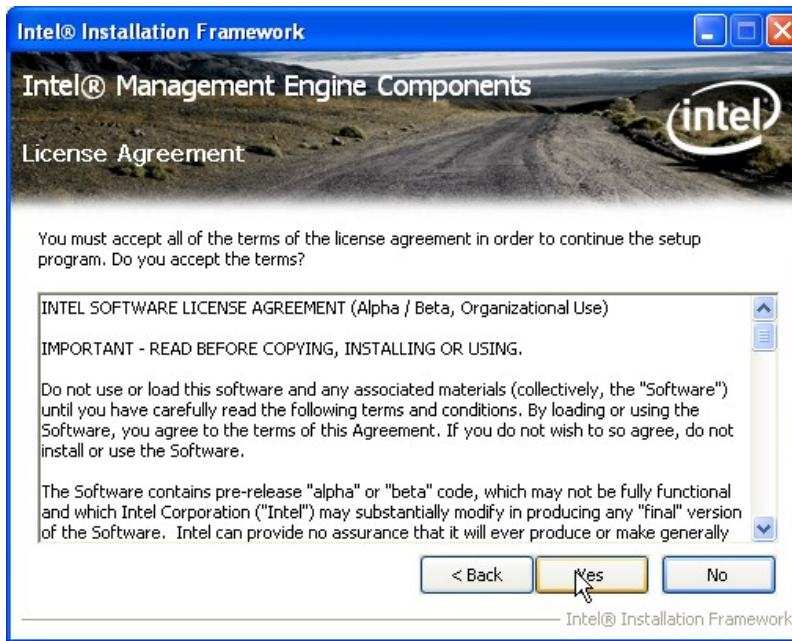 Intel® Installation Framework
Intel® Management Engine Components
intel
License Agreement
You must accept all of the terms of the license agreement in order to continue the setup
program. Do you accept the terms?
INTEL SOFTWARE LICENSE AGREEMENT (Alpha / Beta, Organizational Use)
IMPORTANT - READ BEFORE COPYING, INSTALLING OR USING.
Do not use or load this software and any associated materials (collectively, the "Software")
until you have carefully read the following terms and conditions. By loading or using the
Software, you agree to the terms of this Agreement. If you do not wish to so agree, do not
install or use the Software.
The Software contains pre-release "alpha" or "beta" code, which may not be fully functional
and which Intel Corporation ("Intel") may substantially modify in producing any "final" version
of the Software.  Intel can provide no assurance that it will ever produce or make generally
< Back
Yes
No
Intel® Installation Framework